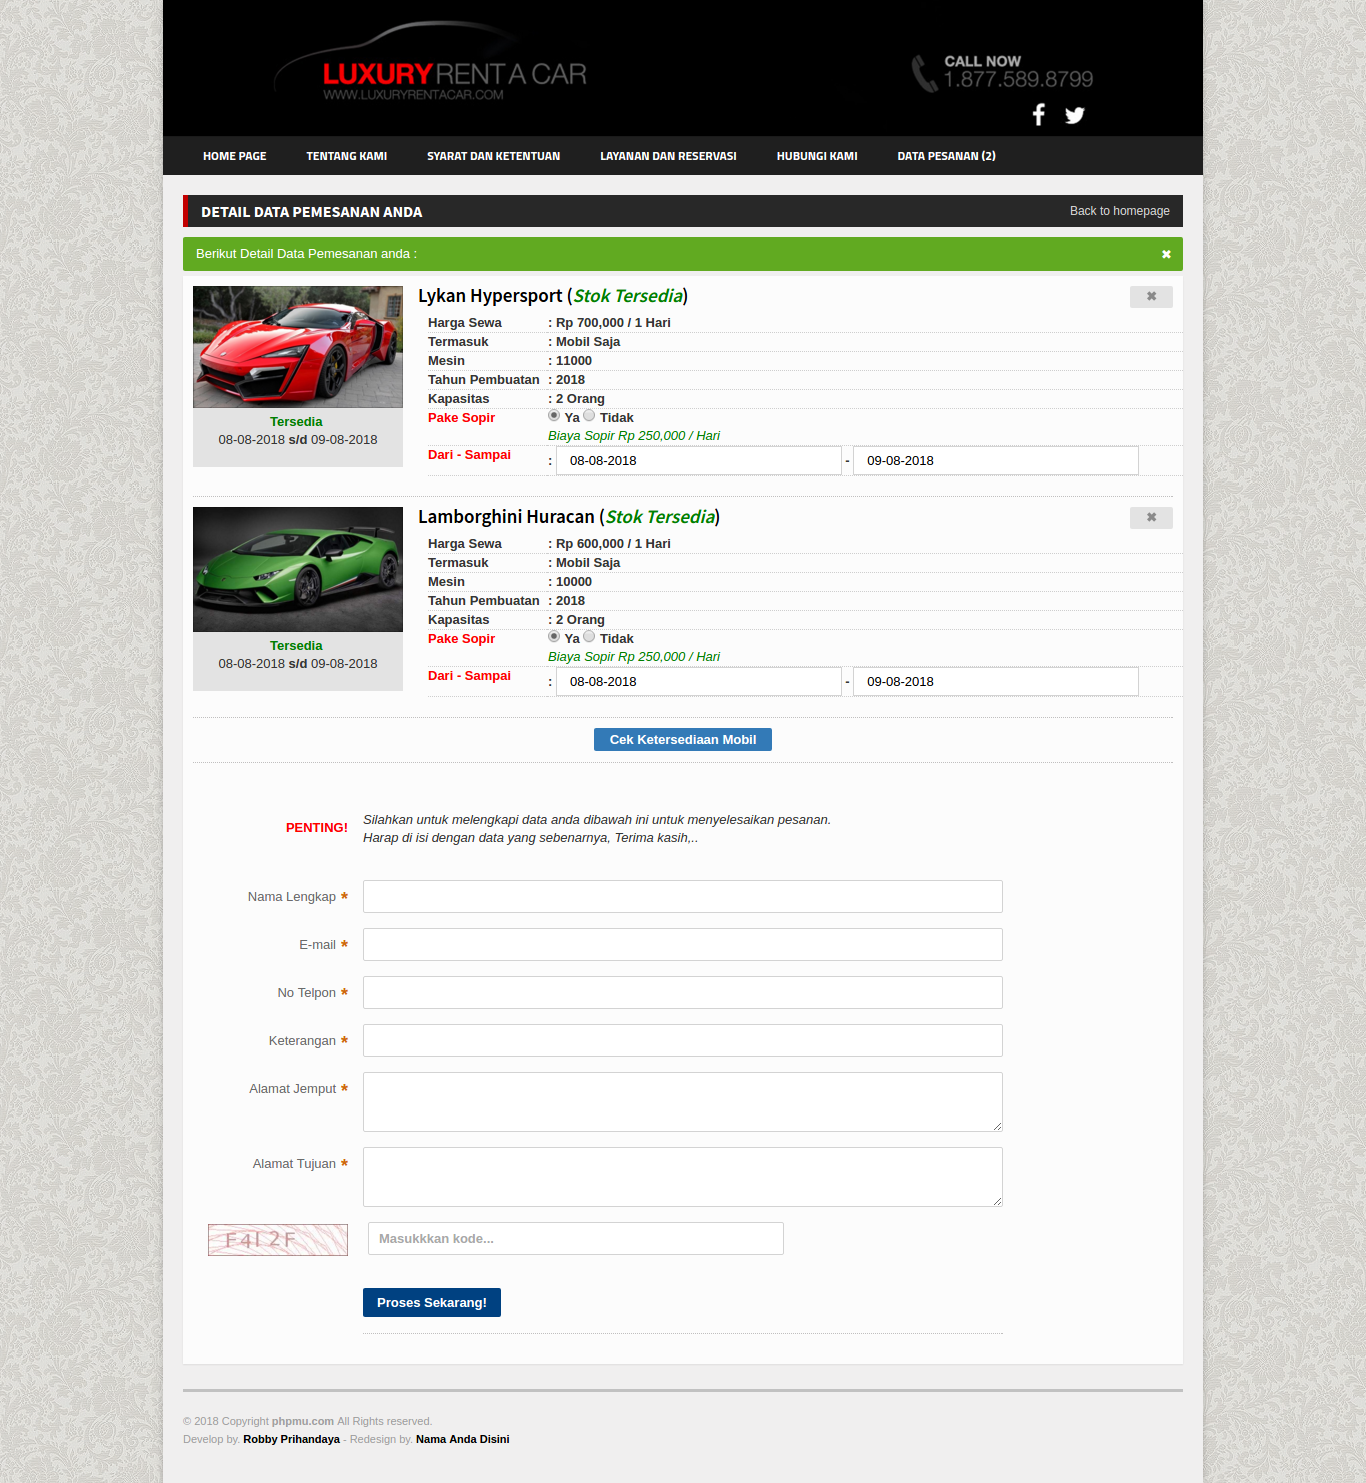 LUXURY RENT A CAR
WWW.LUXURYRENTACAR.COM
CALL NOW
1.877.589.8799
HOME PAGE TENTANG KAMI SYARAT DAN KETENTUAN LAYANAN DAN RESERVASI HUBUNGI KAMI DATA PESANAN (2)
DETAIL DATA PEMESANAN ANDA Back to homepage
Berikut Detail Data Pemesanan anda : ✖
Lykan Hypersport (Stok Tersedia) ✖
Harga Sewa : Rp 700,000 / 1 Hari
Termasuk : Mobil Saja
Mesin : 11000
Tahun Pembuatan : 2018
Kapasitas : 2 Orang
Pake Sopir Ya Tidak
Biaya Sopir Rp 250,000 / Hari
Dari - Sampai : 08-08-2018 - 09-08-2018
Tersedia
08-08-2018 s/d 09-08-2018
Lamborghini Huracan (Stok Tersedia) ✖
Harga Sewa : Rp 600,000 / 1 Hari
Termasuk : Mobil Saja
Mesin : 10000
Tahun Pembuatan : 2018
Kapasitas : 2 Orang
Pake Sopir Ya Tidak
Biaya Sopir Rp 250,000 / Hari
Dari - Sampai : 08-08-2018 - 09-08-2018
Tersedia
08-08-2018 s/d 09-08-2018
Cek Ketersediaan Mobil
PENTING! Silahkan untuk melengkapi data anda dibawah ini untuk menyelesaikan pesanan.
Harap di isi dengan data yang sebenarnya, Terima kasih,..
Nama Lengkap *
E-mail *
No Telpon *
Keterangan *
Alamat Jemput *
Alamat Tujuan *
F4I2F Masukkkan kode...
Proses Sekarang!
© 2018 Copyright phpmu.com All Rights reserved.
Develop by. Robby Prihandaya - Redesign by. Nama Anda Disini